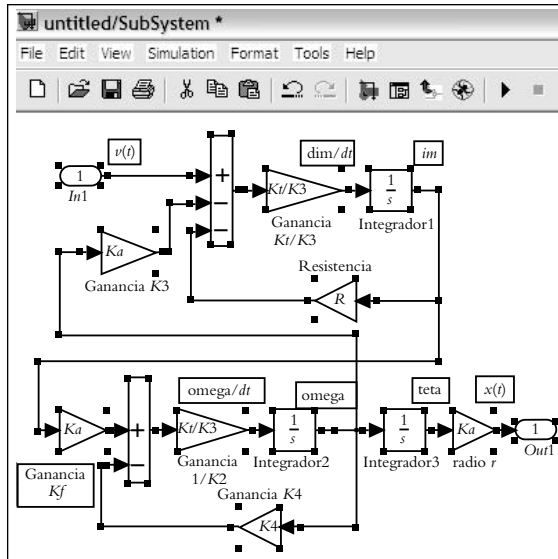 untitled/SubSystem *
File Edit View Simulation Format Tools Help
v(t)
dim/dt
im
1
In1
+
−
−
Kt/K3
1
s
Ganancia
Kt/K3
Integrador1
Ka
Ganancia K3
Resistencia
R
omega/dt
omega
teta
x(t)
Ka
+
−
Kt/K3
1
s
1
s
Ka
1
Ganancia
1/K2
Integrador2
Integrador3
radio r
Out1
Ganancia
Kf
Ganancia K4
K4